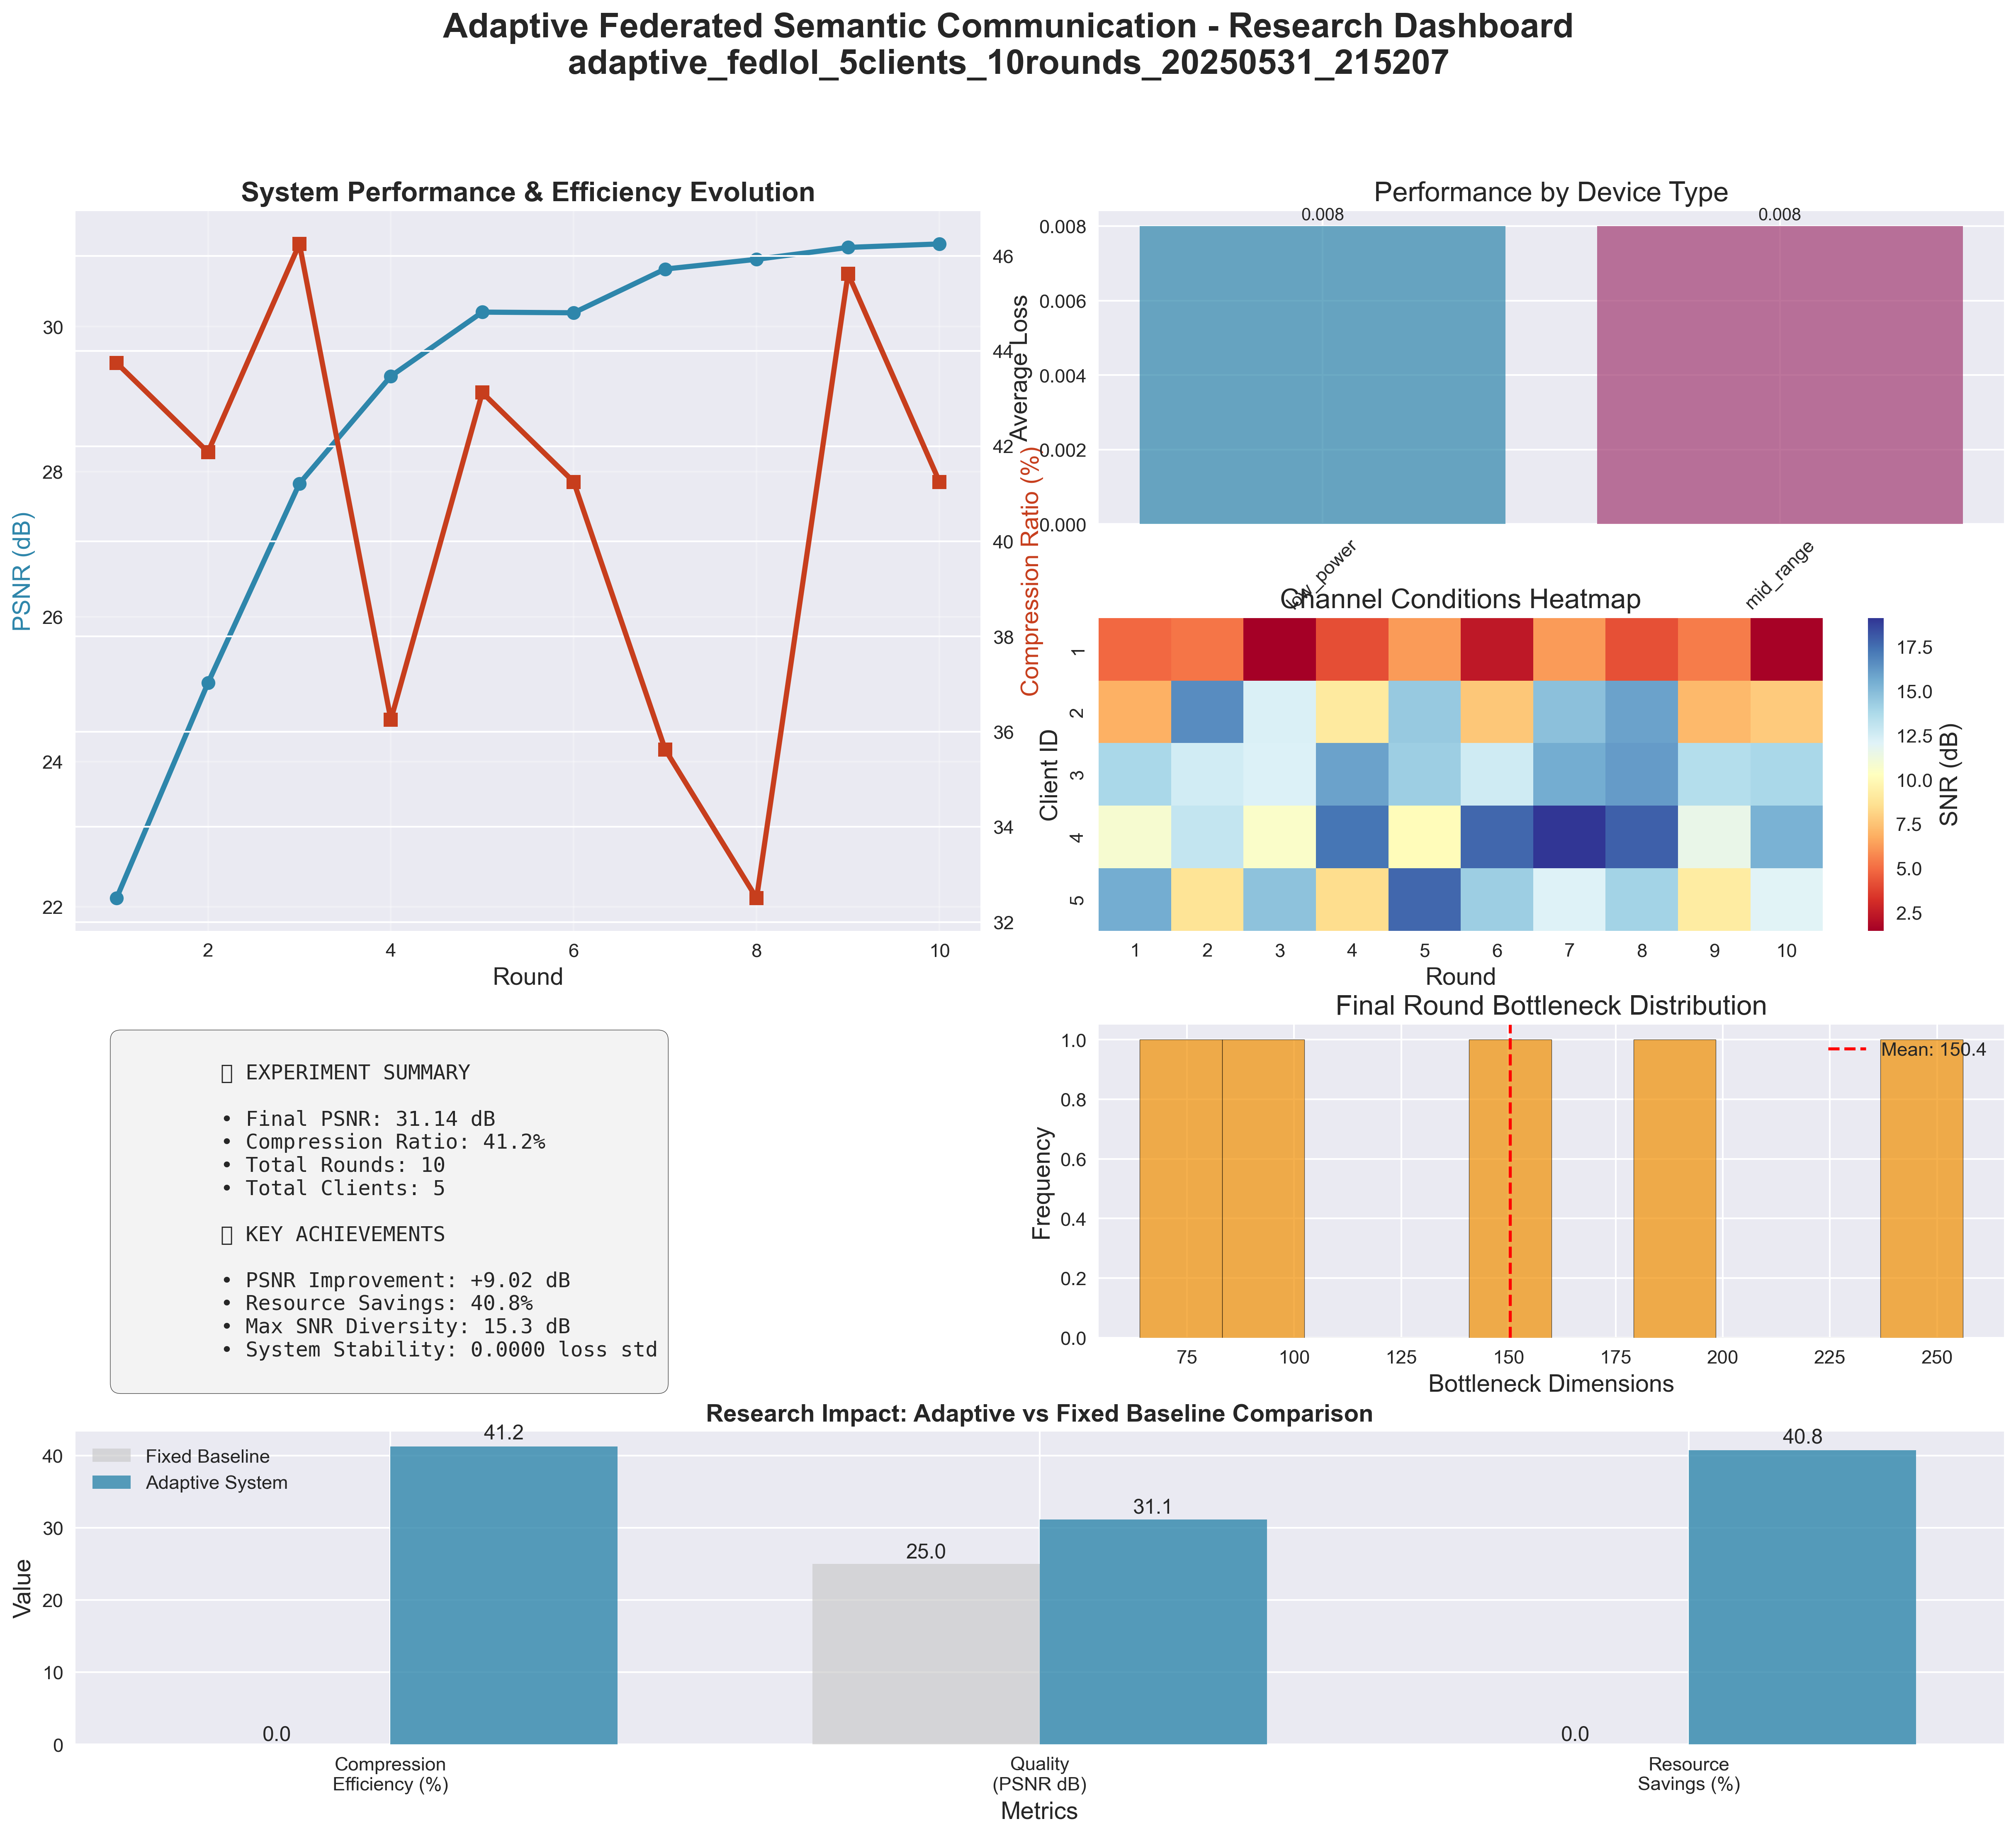 Adaptive Federated Semantic Communication - Research Dashboard
adaptive_fedlol_5clients_10rounds_20250531_215207
System Performance & Efficiency Evolution
PSNR (dB)
30
28
26
24
22
46
44
42
40
38
36
34
32
Compression Ratio (%)
2 4 6 8 10
Round
Performance by Device Type
Average Loss
0.008
0.006
0.004
0.002
0.000
0.008 0.008
low_power mid_range
Channel Conditions Heatmap
Client ID
1
2
3
4
5
1 2 3 4 5 6 7 8 9 10
Round
17.5
15.0
12.5
10.0
7.5
5.0
2.5
SNR (dB)
EXPERIMENT SUMMARY
• Final PSNR: 31.14 dB
• Compression Ratio: 41.2%
• Total Rounds: 10
• Total Clients: 5
KEY ACHIEVEMENTS
• PSNR Improvement: +9.02 dB
• Resource Savings: 40.8%
• Max SNR Diversity: 15.3 dB
• System Stability: 0.0000 loss std
Final Round Bottleneck Distribution
Frequency
1.0
0.8
0.6
0.4
0.2
0.0
Mean: 150.4
75 100 125 150 175 200 225 250
Bottleneck Dimensions
Research Impact: Adaptive vs Fixed Baseline Comparison
Value
40
30
20
10
0
Fixed Baseline
Adaptive System
0.0 41.2
25.0 31.1
0.0 40.8
Compression
Efficiency (%)
Quality
(PSNR dB)
Resource
Savings (%)
Metrics